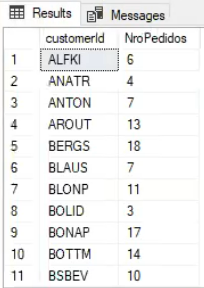 Results Messages
customerId NroPedidos
1 ALFKI 6
2 ANATR 4
3 ANTON 7
4 AROUT 13
5 BERGS 18
6 BLAUS 7
7 BLONP 11
8 BOLID 3
9 BONAP 17
10 BOTTM 14
11 BSBEV 10